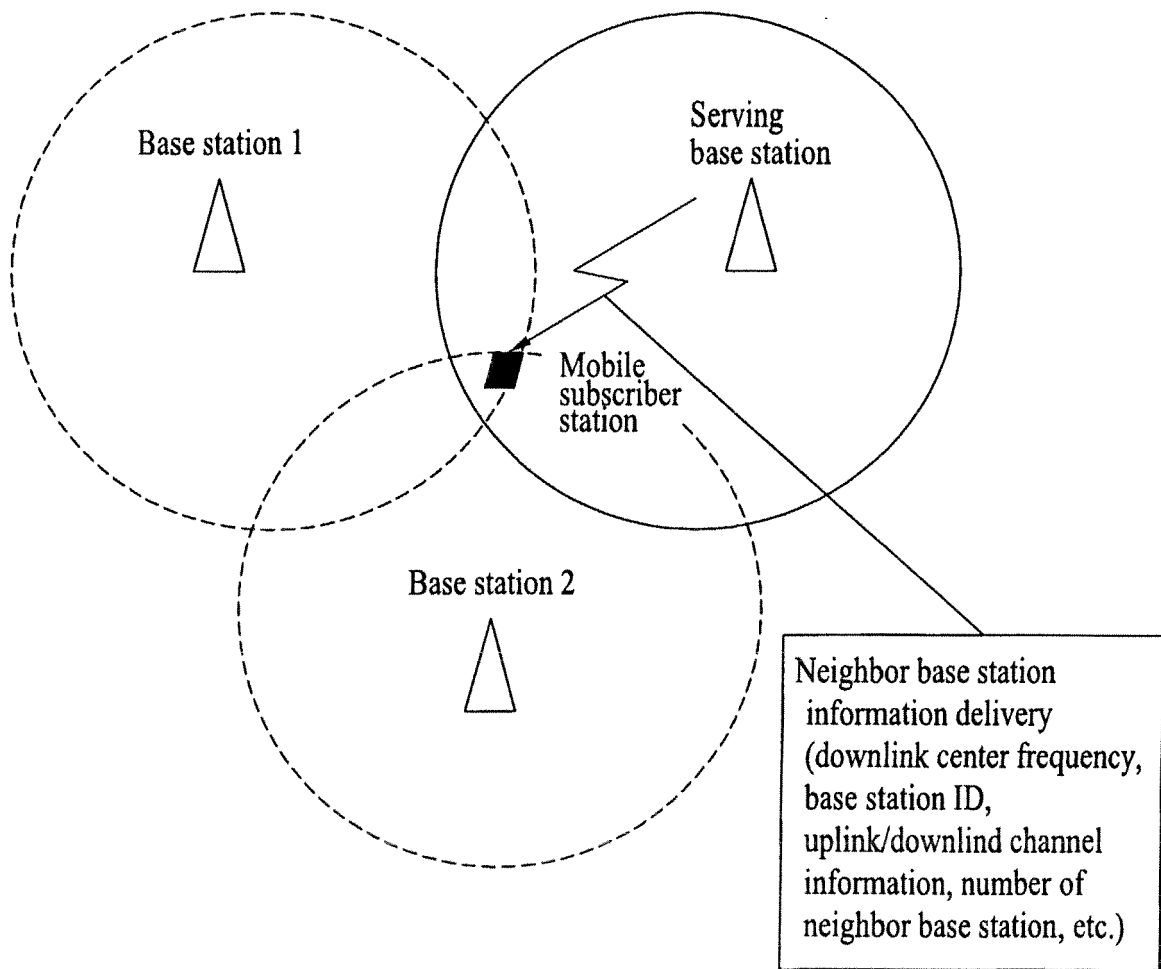 Base station 1
Serving
base station
Mobile
subscriber
station
Base station 2
Neighbor base station
information delivery
(downlink center frequency,
base station ID,
uplink/downlind channel
information, number of
neighbor base station, etc.)